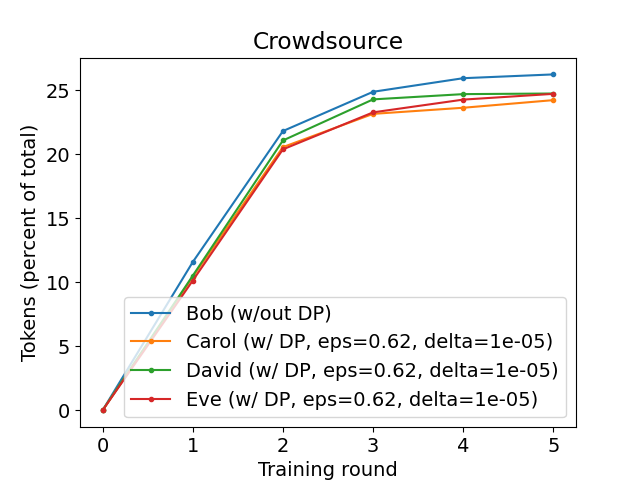 Crowdsource
Tokens (percent of total)
25
20
15
10
5
0
Bob (w/out DP)
Carol (w/ DP, eps=0.62, delta=1e-05)
David (w/ DP, eps=0.62, delta=1e-05)
Eve (w/ DP, eps=0.62, delta=1e-05)
0 1 2 3 4 5
Training round